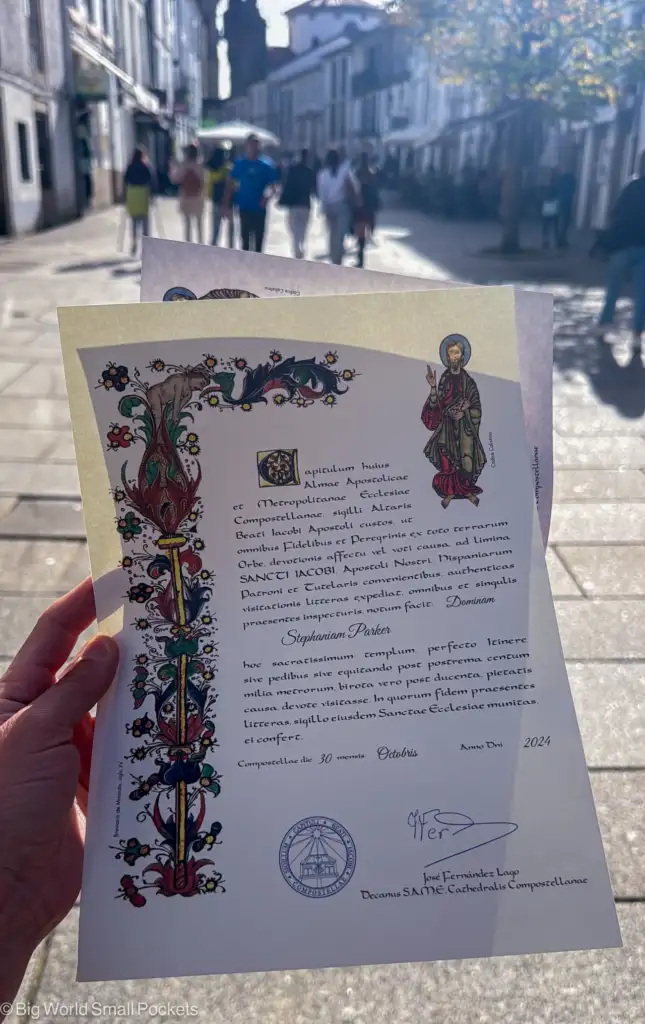 Codex Calixtinus
Capitulum huius
Almae Apostolicae
et Metropolitanae Ecclesiae
Compostellanae, sigilli Altaris
Beati Iacobi Apostoli custos, ut
omnibus Fidelibus et Peregrinis ex toto terrarum
Orbe, devotionis affectu vel voti causa, ad limina
SANCTI IACOBI, Apostoli Nostri, Hispaniarum
Patroni et Tutelaris convenientibus, authenticas
visitationis litteras expediat, omnibus et singulis
praesentes inspecturis, notum facit: Dominam
Stephaniam Parker
hoc sacratissimum templum, perfecto Itinere
sive pedibus sive equitando post postrema centum
milia metrorum, birota vero post ducenta, pietatis
causa, devote visitasse. In quorum fidem praesentes
litteras, sigillo eiusdem Sanctae Ecclesiae munitas,
ei confert.
Compostellae die 30 mensis Octobris Anno Dni 2024
José Fernández Lago
Decanus S.A.M.E. Cathedralis Compostellanae
© Big World Small Pockets